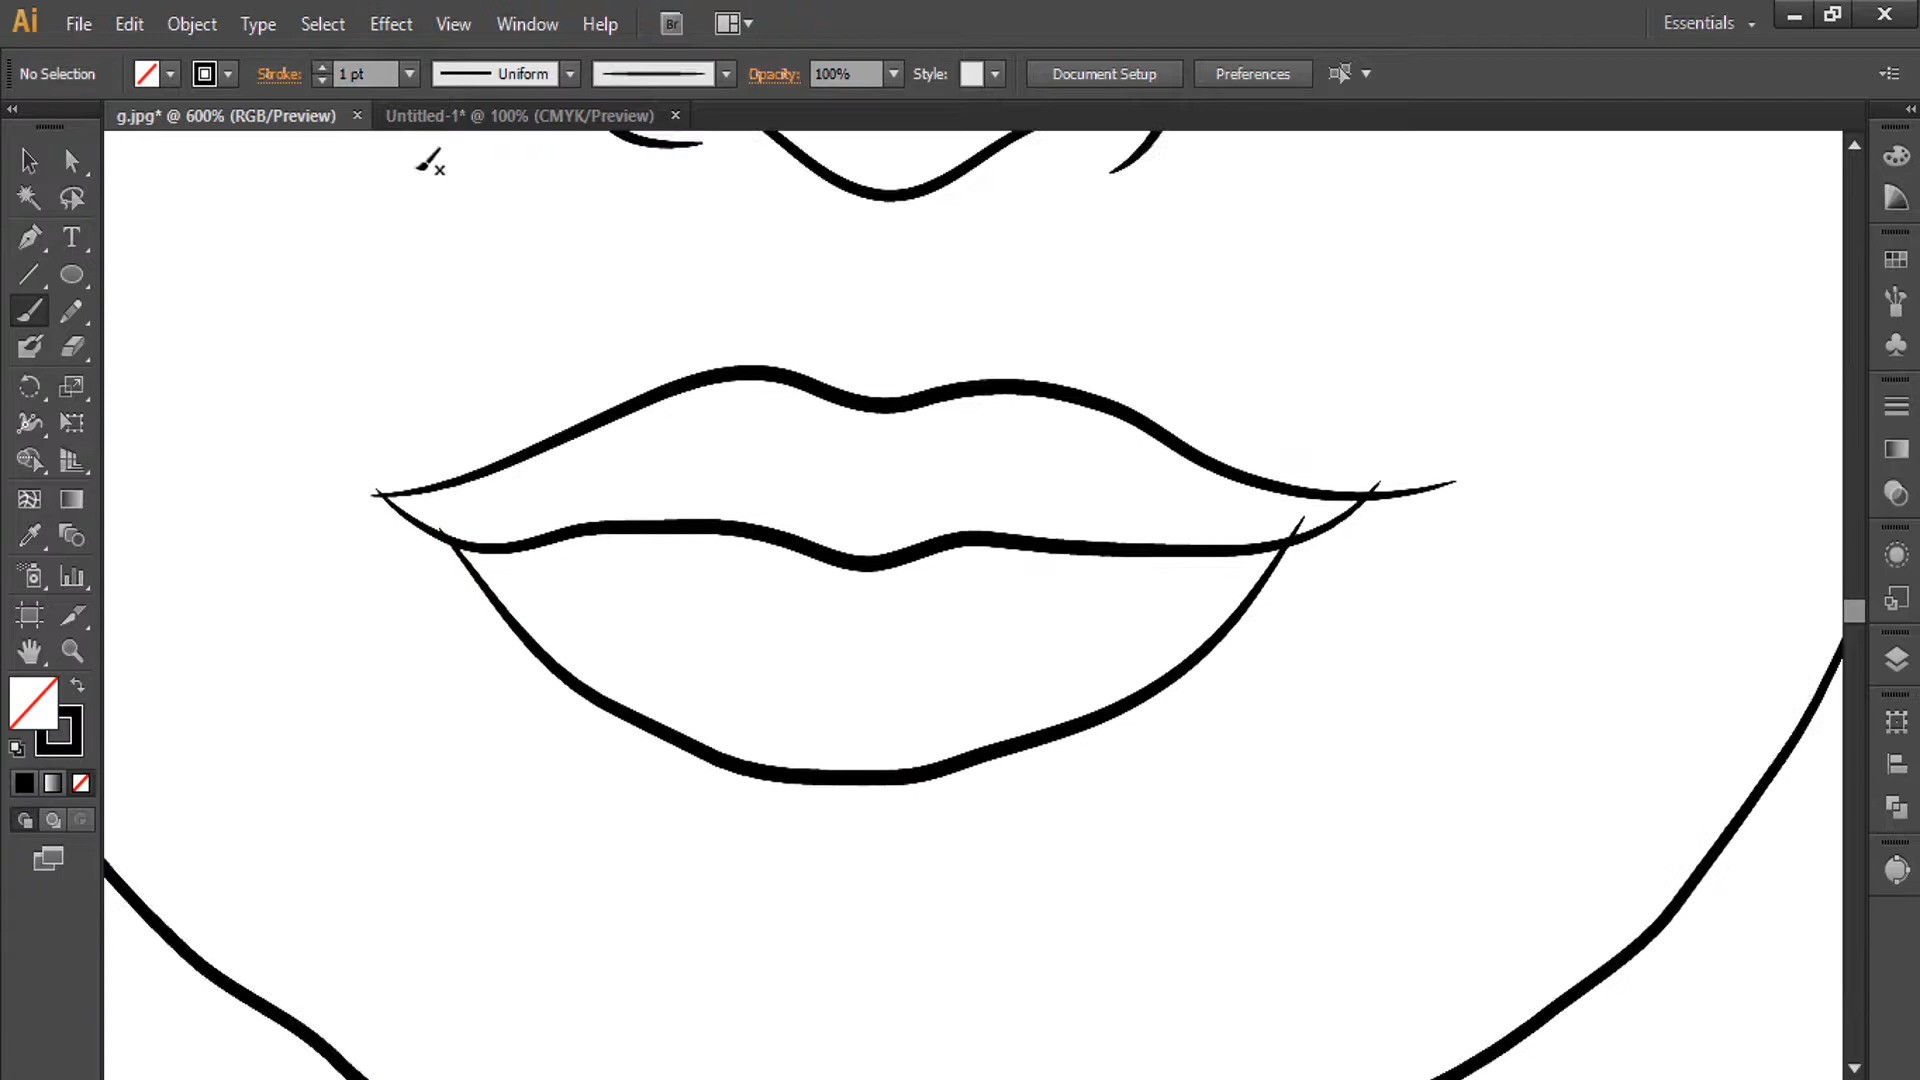 Ai File Edit Object Type Select Effect View Window Help Br Essentials
No Selection Stroke: 1 pt Uniform Opacity: 100% Style: Document Setup Preferences
g.jpg* @ 600% (RGB/Preview) × Untitled-1* @ 100% (CMYK/Preview) ×
T